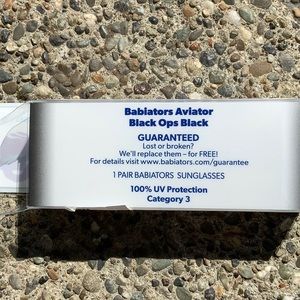 Babiators Aviator
Black Ops Black
GUARANTEED
Lost or broken?
We'll replace them – for FREE!
For details visit www.babiators.com/guarantee
1 PAIR BABIATORS SUNGLASSES
100% UV Protection
Category 3